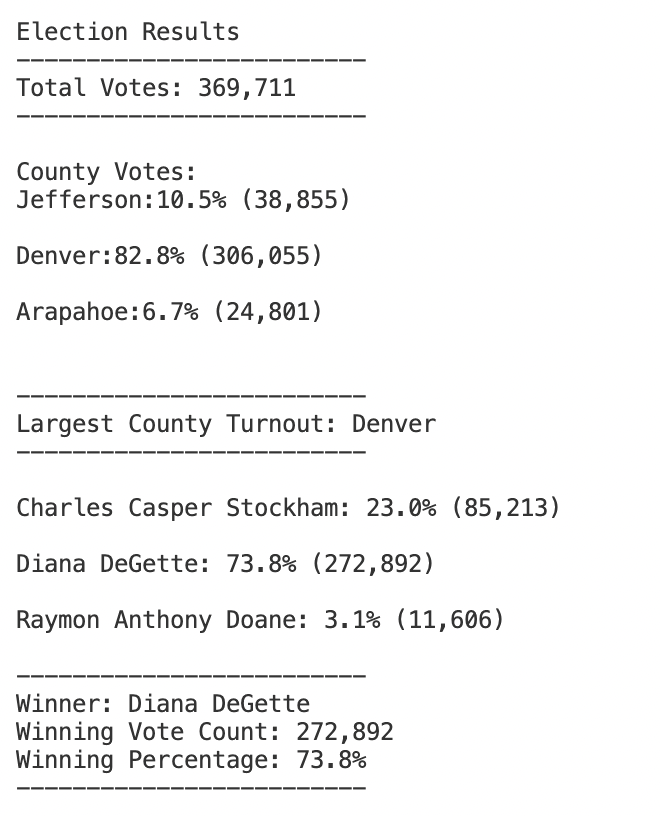 Election Results
-------------------------
Total Votes: 369,711
-------------------------
County Votes:
Jefferson:10.5% (38,855)
Denver:82.8% (306,055)
Arapahoe:6.7% (24,801)
-------------------------
Largest County Turnout: Denver
-------------------------
Charles Casper Stockham: 23.0% (85,213)
Diana DeGette: 73.8% (272,892)
Raymon Anthony Doane: 3.1% (11,606)
-------------------------
Winner: Diana DeGette
Winning Vote Count: 272,892
Winning Percentage: 73.8%
-------------------------